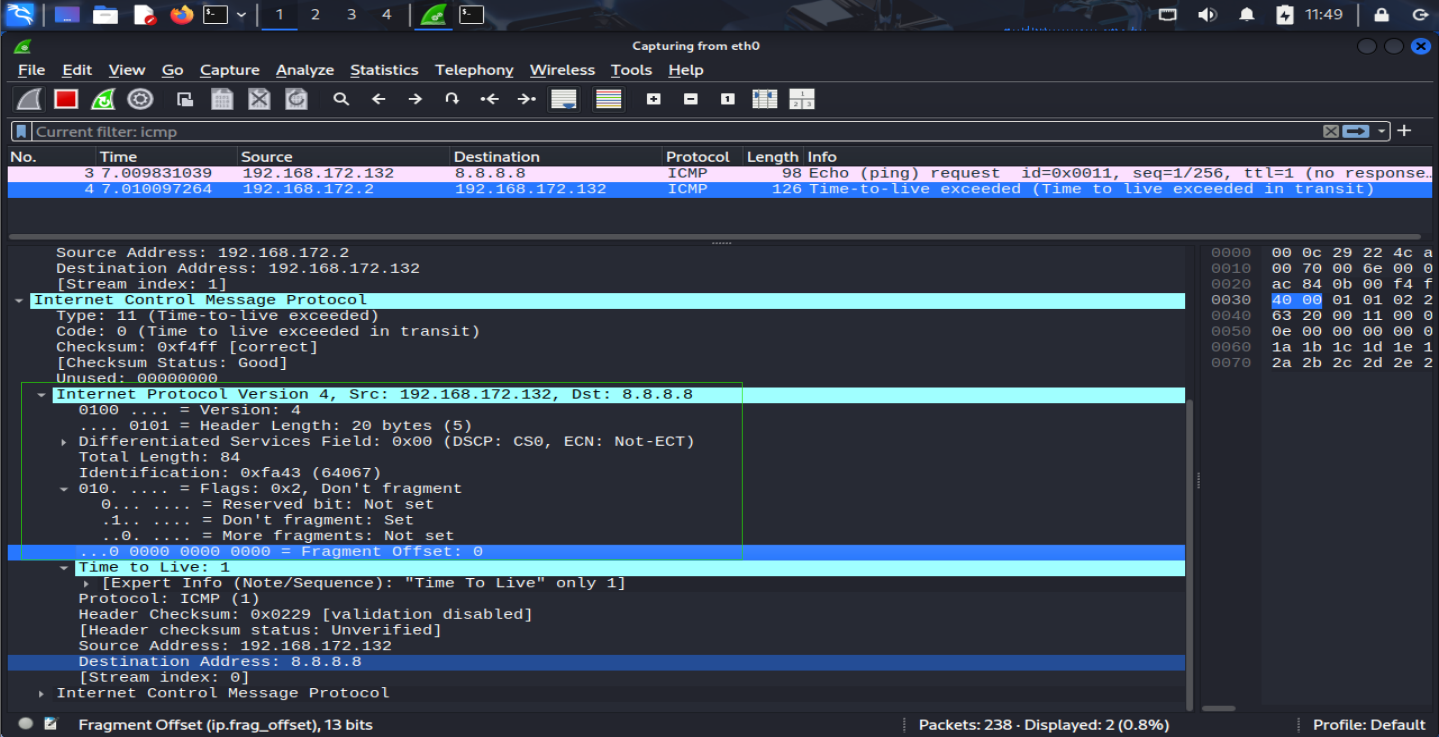 1 2 3 4 11:49
Capturing from eth0
File Edit View Go Capture Analyze Statistics Telephony Wireless Tools Help
Current filter: icmp
No. Time Source Destination Protocol Length Info
3 7.009831039 192.168.172.132 8.8.8.8 ICMP 98 Echo (ping) request id=0x0011, seq=1/256, ttl=1 (no response…
4 7.010097264 192.168.172.2 192.168.172.132 ICMP 126 Time-to-live exceeded (Time to live exceeded in transit)
Source Address: 192.168.172.2
Destination Address: 192.168.172.132
[Stream index: 1]
Internet Control Message Protocol
Type: 11 (Time-to-live exceeded)
Code: 0 (Time to live exceeded in transit)
Checksum: 0xf4ff [correct]
[Checksum Status: Good]
Unused: 00000000
Internet Protocol Version 4, Src: 192.168.172.132, Dst: 8.8.8.8
0100 .... = Version: 4
.... 0101 = Header Length: 20 bytes (5)
Differentiated Services Field: 0x00 (DSCP: CS0, ECN: Not-ECT)
Total Length: 84
Identification: 0xfa43 (64067)
010. .... = Flags: 0x2, Don't fragment
0... .... = Reserved bit: Not set
.1.. .... = Don't fragment: Set
..0. .... = More fragments: Not set
...0 0000 0000 0000 = Fragment Offset: 0
Time to Live: 1
[Expert Info (Note/Sequence): "Time To Live" only 1]
Protocol: ICMP (1)
Header Checksum: 0x0229 [validation disabled]
[Header checksum status: Unverified]
Source Address: 192.168.172.132
Destination Address: 8.8.8.8
[Stream index: 0]
Internet Control Message Protocol
0000 00 0c 29 22 4c a
0010 00 70 00 6e 00 0
0020 ac 84 0b 00 f4 f
0030 40 00 01 01 02 2
0040 63 20 00 11 00 0
0050 0e 00 00 00 00 0
0060 1a 1b 1c 1d 1e 1
0070 2a 2b 2c 2d 2e 2
Fragment Offset (ip.frag_offset), 13 bits
Packets: 238 · Displayed: 2 (0.8%)
Profile: Default